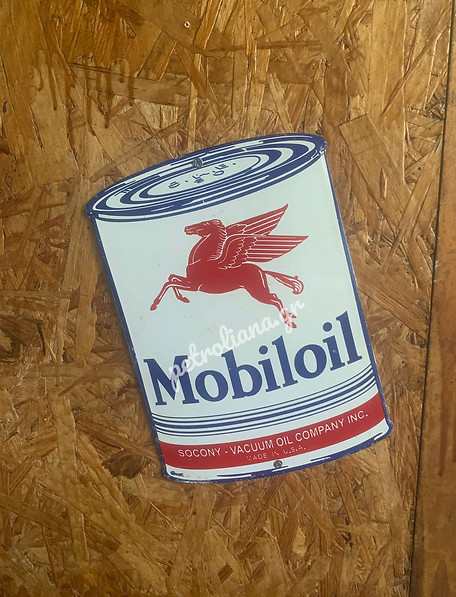 petroliana.gr
Mobiloil
SOCONY - VACUUM OIL COMPANY INC.
MADE IN U.S.A.